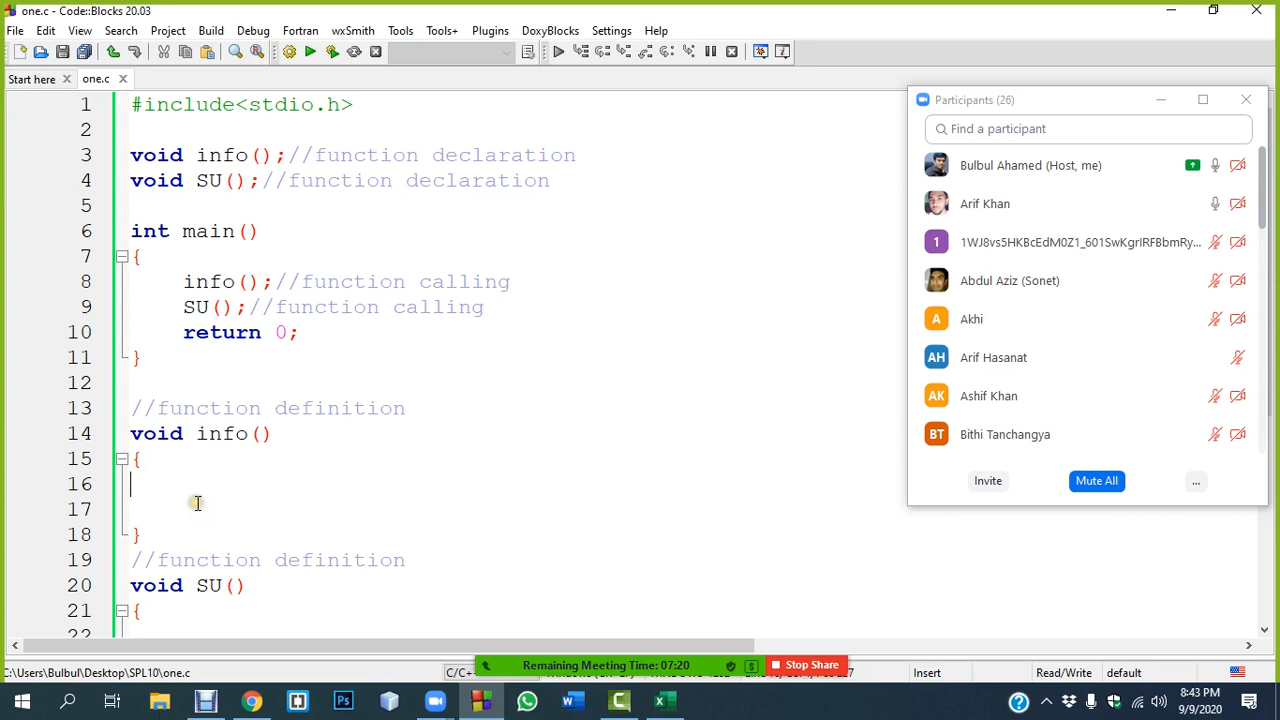 one.c - Code::Blocks 20.03
File Edit View Search Project Build Debug Fortran wxSmith Tools Tools+ Plugins DoxyBlocks Settings Help
Start here one.c
1 #include<stdio.h>
2
3 void info();//function declaration
4 void SU();//function declaration
5
6 int main()
7 {
8 info();//function calling
9 SU();//function calling
10 return 0;
11 }
12
13 //function definition
14 void info()
15 {
16
17
18 }
19 //function definition
20 void SU()
21 {
22
Participants (26)
Find a participant
Bulbul Ahamed (Host, me)
Arif Khan
1 1WJ8vs5HKBcEdM0Z1_601SwKgrIRFBbmRy...
Abdul Aziz (Sonet)
A Akhi
AH Arif Hasanat
AK Ashif Khan
BT Bithi Tanchangya
Invite Mute All ...
Remaining Meeting Time: 07:20 Stop Share
C:\Users\Bulbul\Desktop\SPL10\one.c C/C++ Insert Read/Write default
8:43 PM
9/9/2020